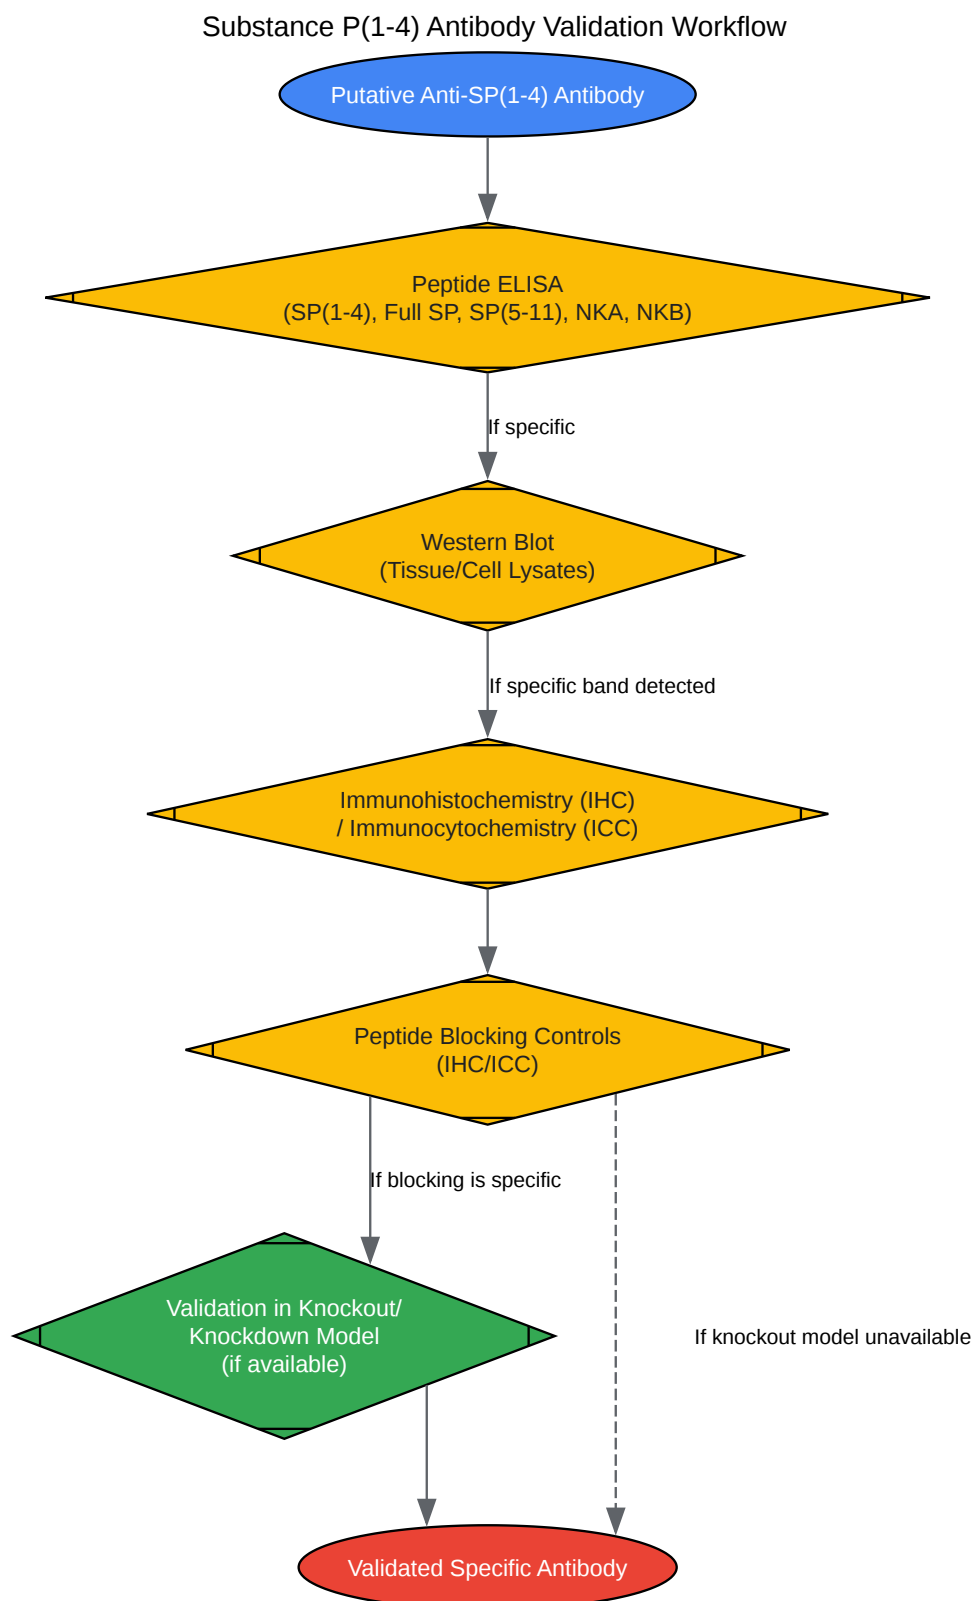 Substance P(1-4) Antibody Validation Workflow
Putative Anti-SP(1-4) Antibody
Peptide ELISA
(SP(1-4), Full SP, SP(5-11), NKA, NKB)
If specific
Western Blot
(Tissue/Cell Lysates)
If specific band detected
Immunohistochemistry (IHC)
/ Immunocytochemistry (ICC)
Peptide Blocking Controls
(IHC/ICC)
If blocking is specific
Validation in Knockout/
Knockdown Model
(if available)
If knockout model unavailable
Validated Specific Antibody